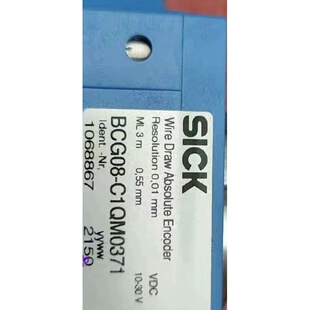 SICK
Wire Draw Absolute Encoder
Resolution 0,01 mm VDC
ML 3 m 0,55 mm 10-30 V
BCG08-C1QM0371
Ident. -Nr. yyww
1068867 2150